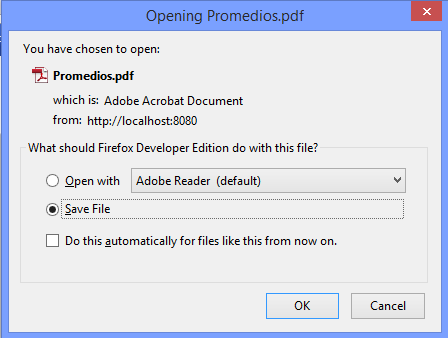 Opening Promedios.pdf
You have chosen to open:
Promedios.pdf
which is: Adobe Acrobat Document
from: http://localhost:8080
What should Firefox Developer Edition do with this file?
Open with Adobe Reader (default)
Save File
Do this automatically for files like this from now on.
OK Cancel